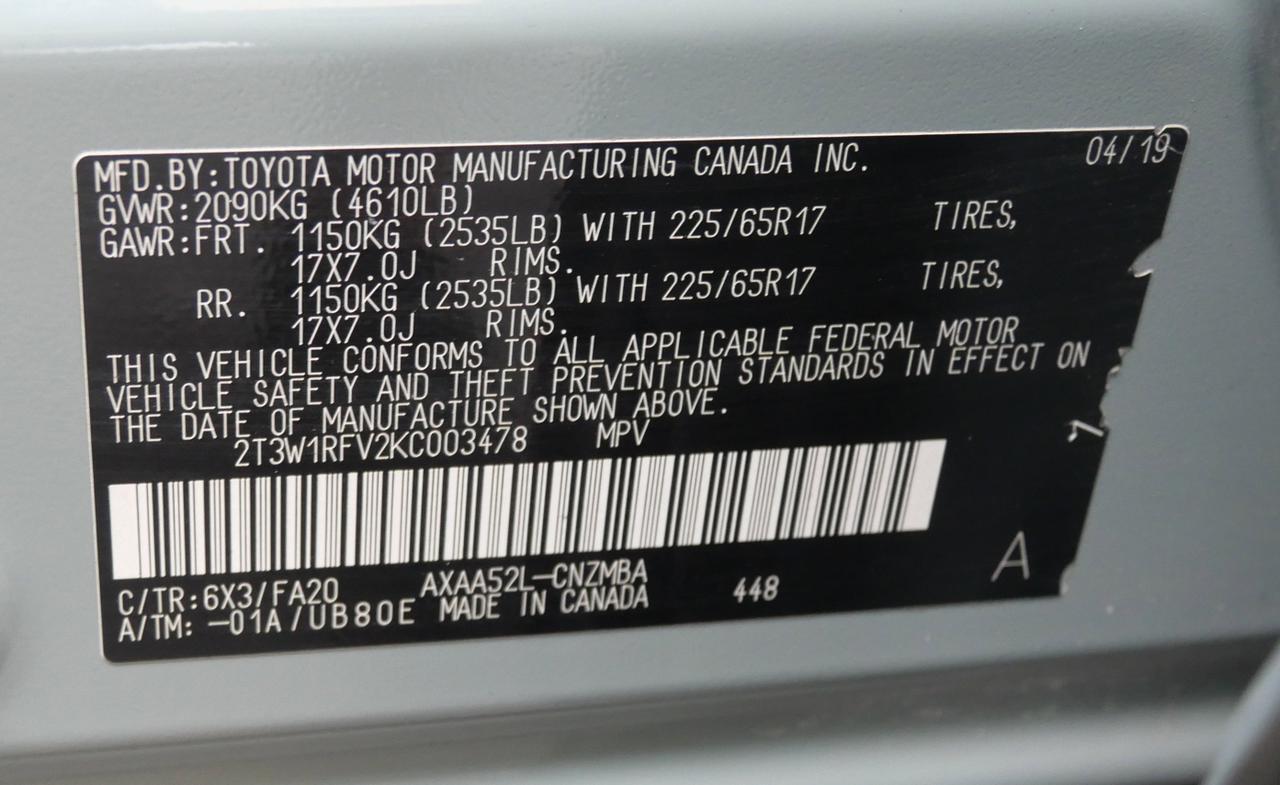 MFD.BY:TOYOTA MOTOR MANUFACTURING CANADA INC. 04/19
GVWR:2090KG (4610LB)
GAWR:FRT. 1150KG (2535LB) WITH 225/65R17 TIRES,
17X7.0J RIMS.
RR. 1150KG (2535LB) WITH 225/65R17 TIRES,
17X7.0J RIMS.
THIS VEHICLE CONFORMS TO ALL APPLICABLE FEDERAL MOTOR
VEHICLE SAFETY AND THEFT PREVENTION STANDARDS IN EFFECT ON
THE DATE OF MANUFACTURE SHOWN ABOVE.
2T3W1RFV2KC003478 MPV
C/TR:6X3/FA20 AXAA52L-CNZMBA 448 A
A/TM:-01A/UB80E MADE IN CANADA